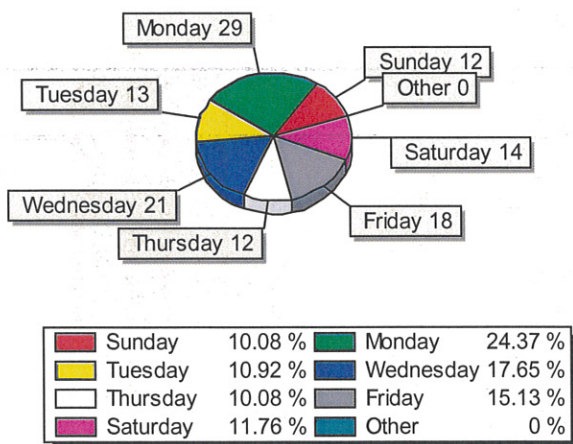 Monday 29
Sunday 12
Other 0
Tuesday 13
Saturday 14
Wednesday 21
Friday 18
Thursday 12
Sunday 10.08 % Monday 24.37 %
Tuesday 10.92 % Wednesday 17.65 %
Thursday 10.08 % Friday 15.13 %
Saturday 11.76 % Other 0 %